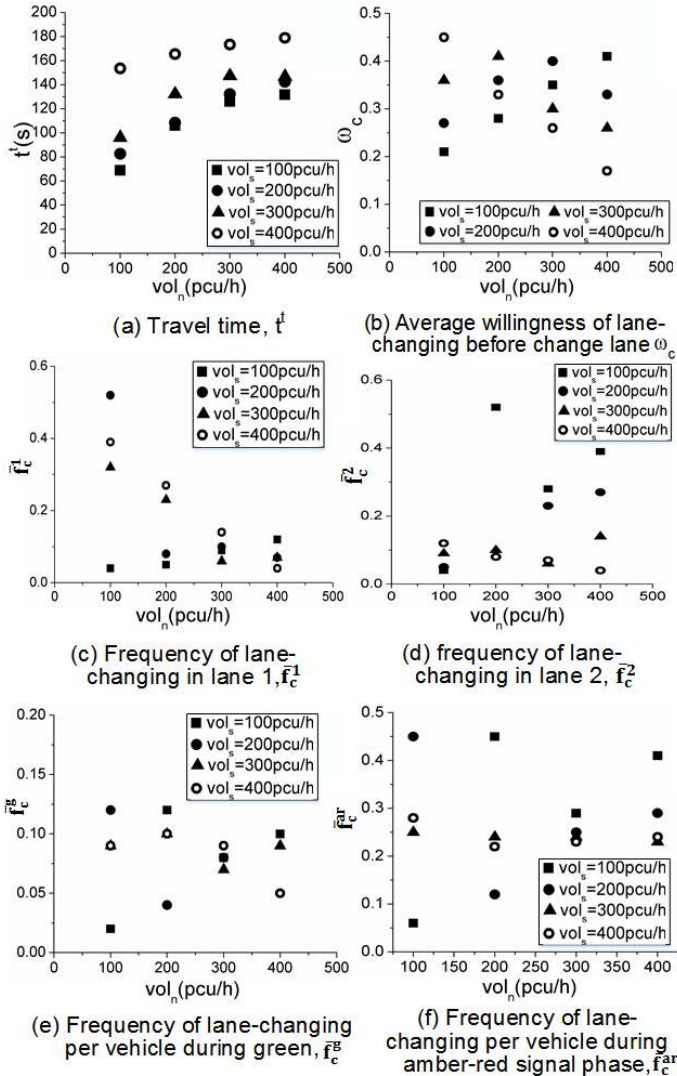 180
160
140
120
100
80
60
40
20
0
t^t(s)
vol_s=100pcu/h
vol_s=200pcu/h
vol_s=300pcu/h
vol_s=400pcu/h
0 100 200 300 400 500
vol_n(pcu/h)
(a) Travel time, t^t
0.5
0.4
0.3
0.2
0.1
0.0
ω_c
vol_s=100pcu/h vol_s=300pcu/h
vol_s=200pcu/h vol_s=400pcu/h
0 100 200 300 400 500
vol_n(pcu/h)
(b) Average willingness of lane-
changing before change lane ω_c
0.6
0.4
0.2
0.0
f̄_c^1
vol_s=100pcu/h
vol_s=200pcu/h
vol_s=300pcu/h
vol_s=400pcu/h
0 100 200 300 400 500
vol_n(pcu/h)
(c) Frequency of lane-
changing in lane 1, f̄_c^1
0.6
0.4
0.2
0.0
f̄_c^2
vol_s=100pcu/h
vol_s=200pcu/h
vol_s=300pcu/h
vol_s=400pcu/h
0 100 200 300 400 500
vol_n(pcu/h)
(d) frequency of lane-
changing in lane 2, f̄_c^2
0.20
0.15
0.10
0.05
0.00
f̄_c^g
vol_s=100pcu/h
vol_s=200pcu/h
vol_s=300pcu/h
vol_s=400pcu/h
0 100 200 300 400 500
vol_n(pcu/h)
(e) Frequency of lane-changing
per vehicle during green, f̄_c^g
0.5
0.4
0.3
0.2
0.1
0.0
f̄_c^ar
vol_s=100pcu/h
vol_s=200pcu/h
vol_s=300pcu/h
vol_s=400pcu/h
100 150 200 250 300 350 400
vol_n(pcu/h)
(f) Frequency of lane-
changing per vehicle during
amber-red signal phase, f̄_c^ar